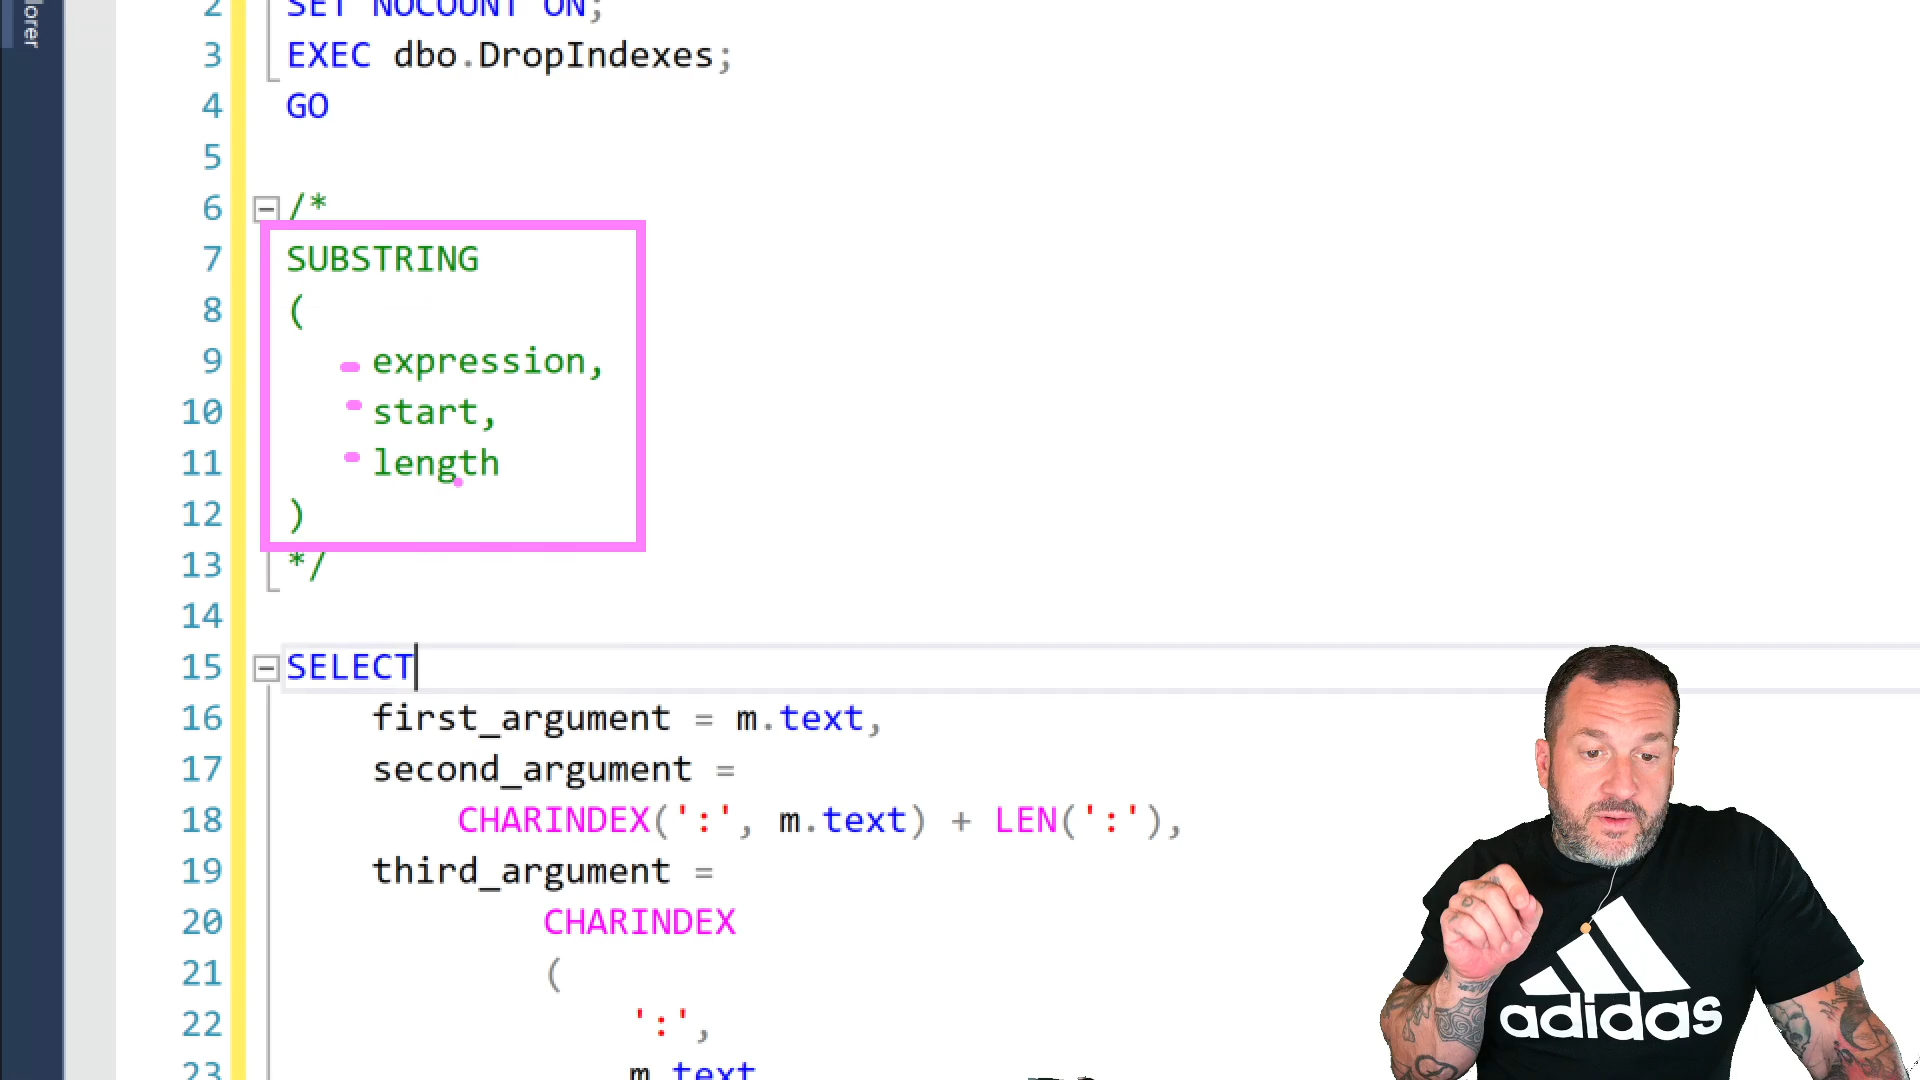 lorer
2 SET NOCOUNT ON;
3 EXEC dbo.DropIndexes;
4 GO
5
6 /*
7 SUBSTRING
8 (
9 expression,
10 start,
11 length
12 )
13 */
14
15 SELECT
16 first_argument = m.text,
17 second_argument =
18 CHARINDEX(':', m.text) + LEN(':'),
19 third_argument =
20 CHARINDEX
21 (
22 ':',
23 m.text
adidas